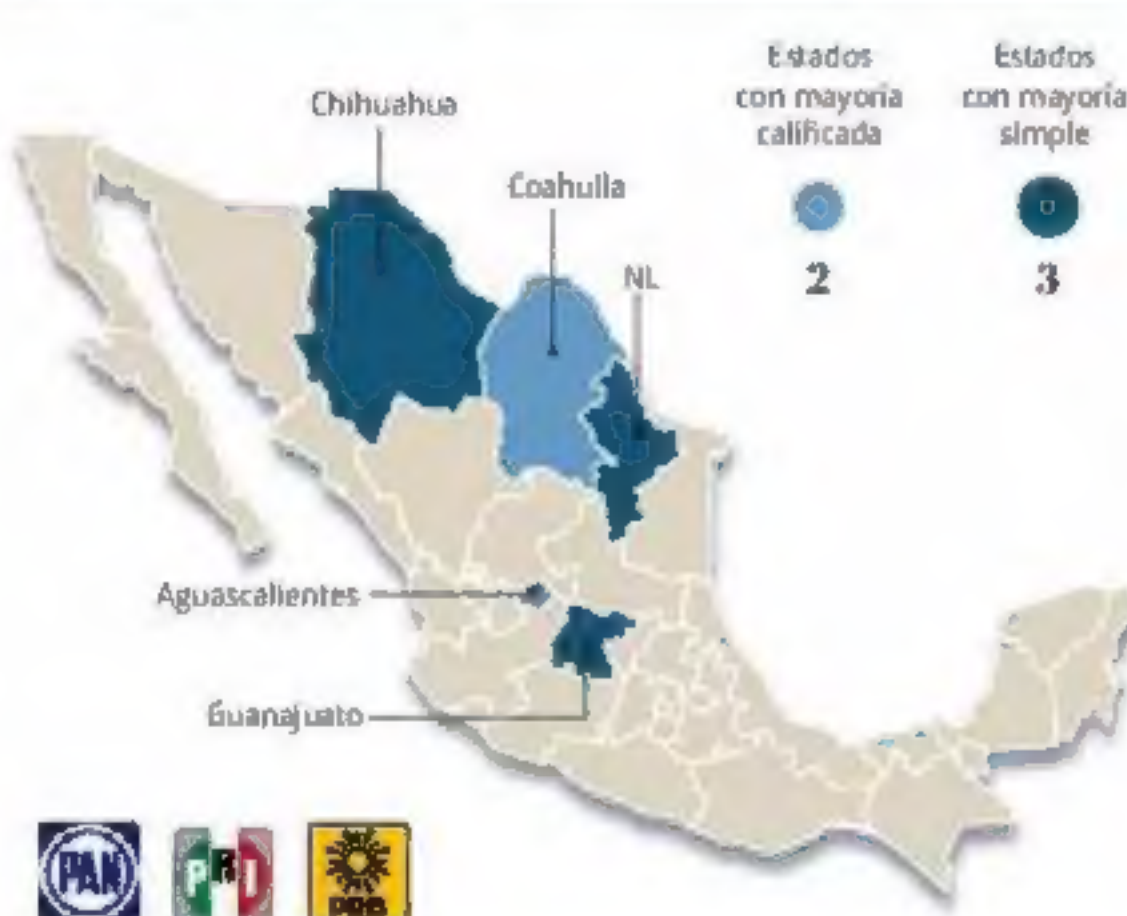 Estados
con mayoría
calificada
2
Estados
con mayoría
simple
3
Chihuahua
Coahuila
NL
Aguascalientes
Guanajuato
PAN
PRI
PRD